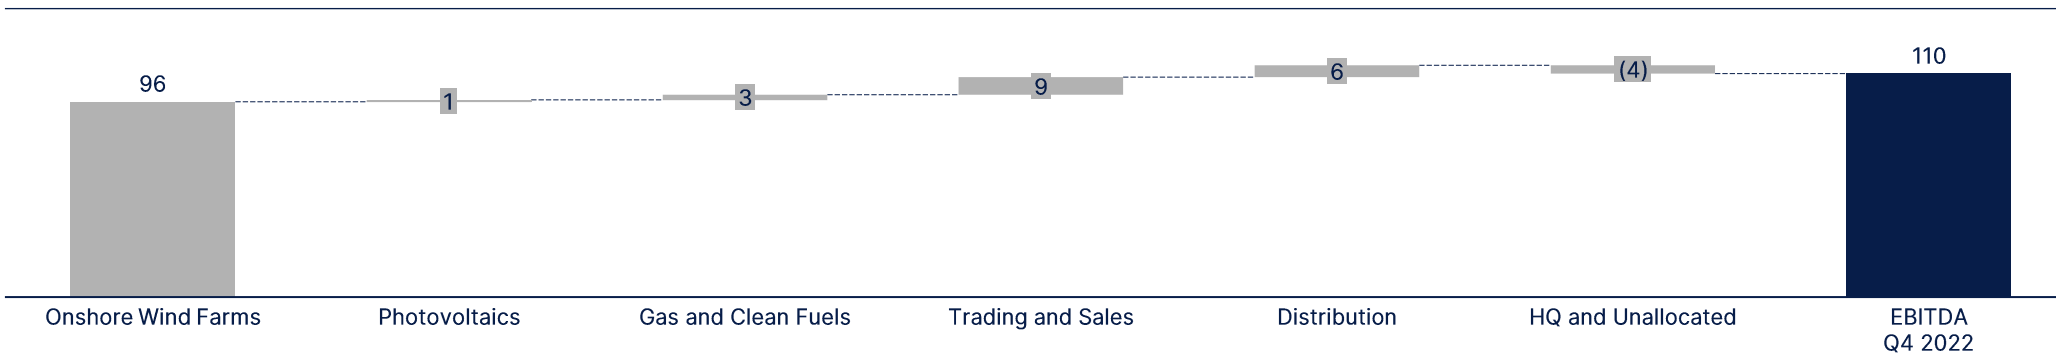 96
1
3
9
6
(4)
110
Onshore Wind Farms
Photovoltaics
Gas and Clean Fuels
Trading and Sales
Distribution
HQ and Unallocated
EBITDA
Q4 2022